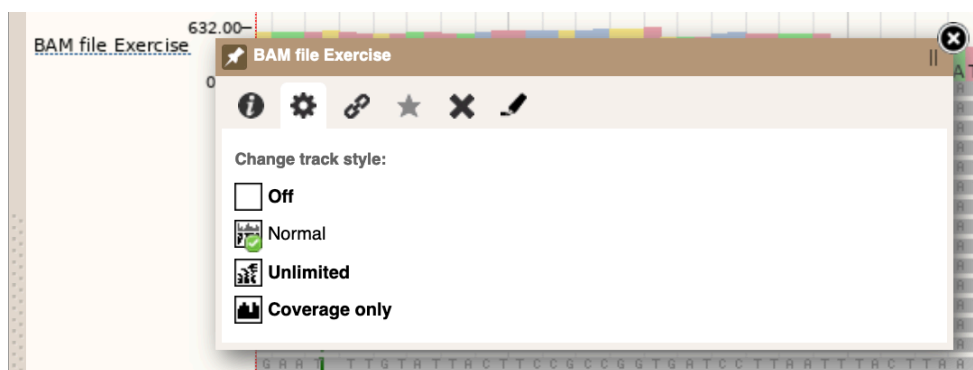 632.00
BAM file Exercise
BAM file Exercise
0
Change track style:
Off
Normal
Unlimited
Coverage only
A T
A
A
A
A
A
A
A
A
A
A
A
A
A
A
G A A T T T G T A T T A C T T C C G C C G G T G A T C C T T A A T T T A C T T A A